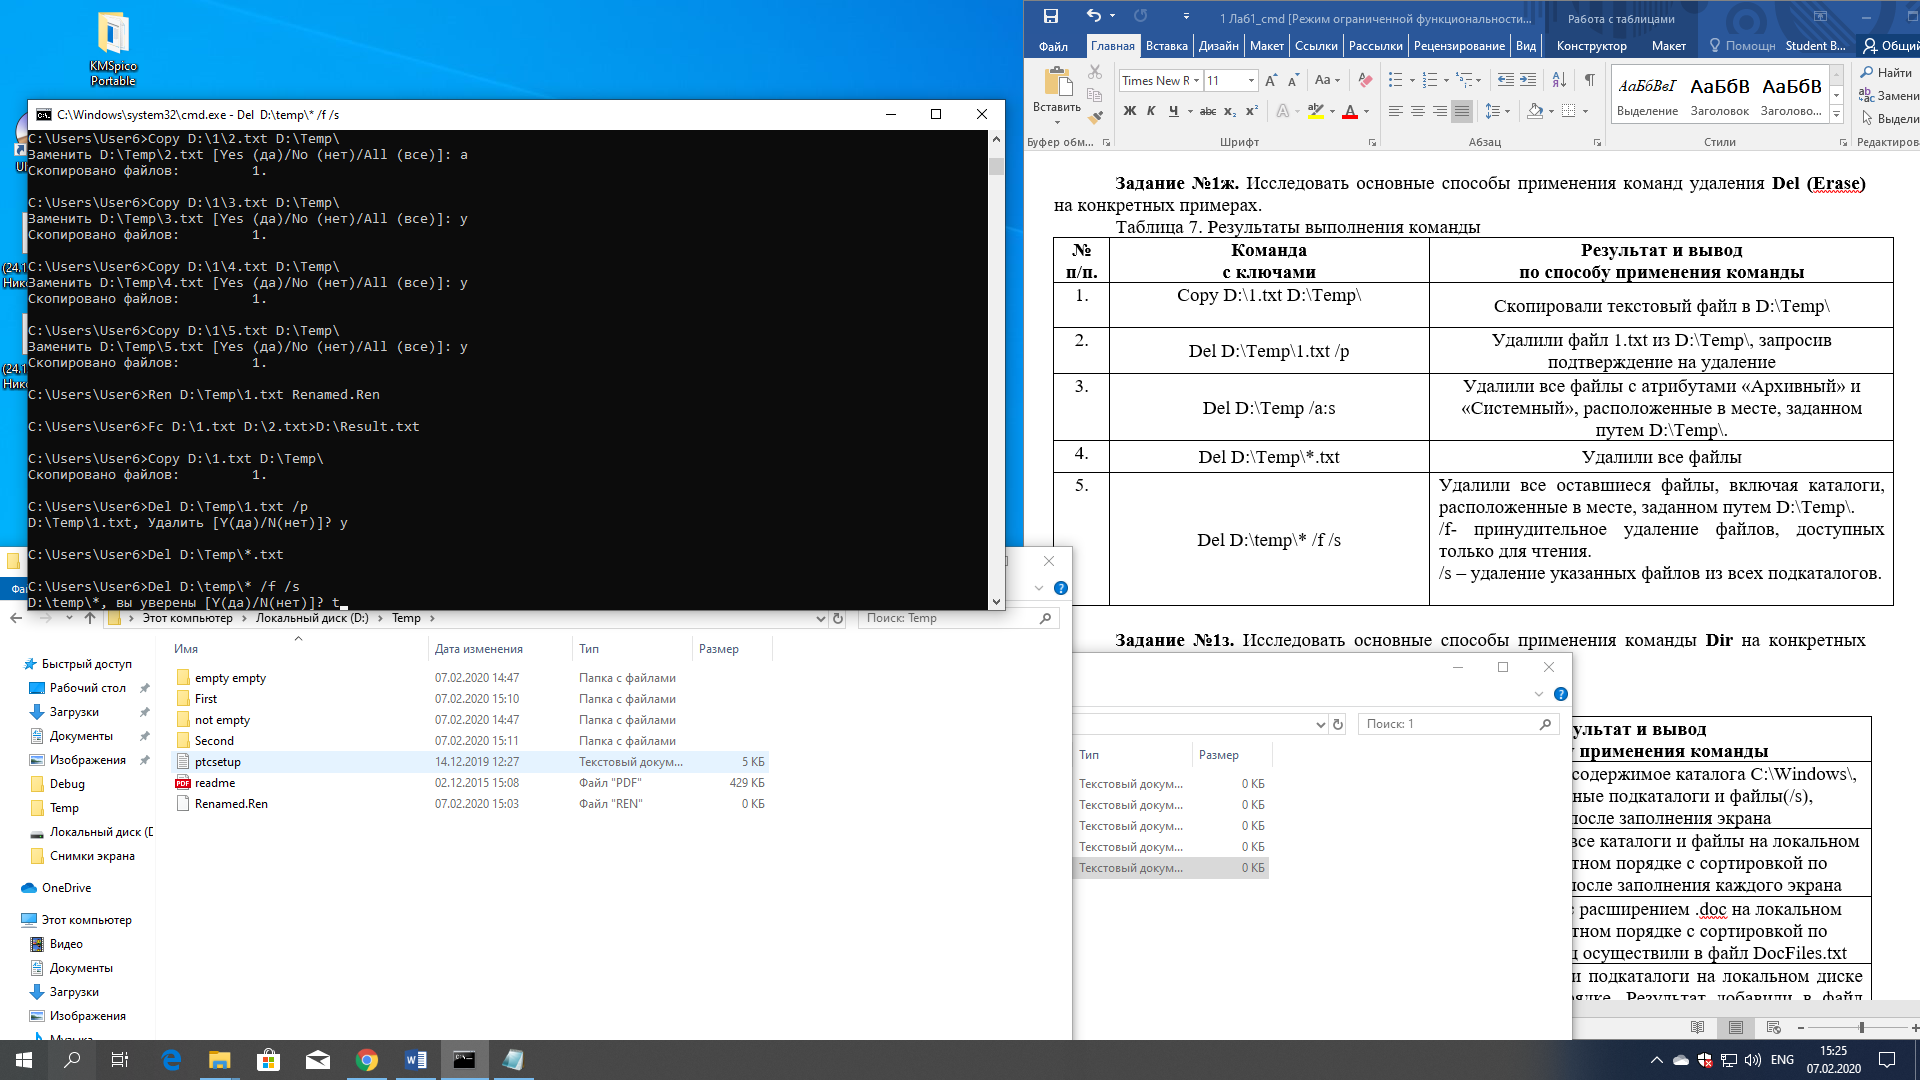 KMSpico
Portable
C:\Windows\system32\cmd.exe - Del D:\temp\* /f /s
C:\Users\User6>Copy D:\1\2.txt D:\Temp\
Заменить D:\Temp\2.txt [Yes (да)/No (нет)/All (все)]: a
Скопировано файлов: 1.
C:\Users\User6>Copy D:\1\3.txt D:\Temp\
Заменить D:\Temp\3.txt [Yes (да)/No (нет)/All (все)]: y
Скопировано файлов: 1.
C:\Users\User6>Copy D:\1\4.txt D:\Temp\
Заменить D:\Temp\4.txt [Yes (да)/No (нет)/All (все)]: y
Скопировано файлов: 1.
C:\Users\User6>Copy D:\1\5.txt D:\Temp\
Заменить D:\Temp\5.txt [Yes (да)/No (нет)/All (все)]: y
Скопировано файлов: 1.
C:\Users\User6>Ren D:\Temp\1.txt Renamed.Ren
C:\Users\User6>Fc D:\1.txt D:\2.txt>D:\Result.txt
C:\Users\User6>Copy D:\1.txt D:\Temp\
Скопировано файлов: 1.
C:\Users\User6>Del D:\Temp\1.txt /p
D:\Temp\1.txt, Удалить [Y(да)/N(нет)]? y
C:\Users\User6>Del D:\Temp\*.txt
C:\Users\User6>Del D:\temp\* /f /s
D:\temp\*, вы уверены [Y(да)/N(нет)]? t
Этот компьютер > Локальный диск (D:) > Temp >
Поиск: Temp
Имя Дата изменения Тип Размер
empty empty 07.02.2020 14:47 Папка с файлами
First 07.02.2020 15:10 Папка с файлами
not empty 07.02.2020 14:47 Папка с файлами
Second 07.02.2020 15:11 Папка с файлами
ptcsetup 14.12.2019 12:27 Текстовый докум... 5 КБ
readme 02.12.2015 15:08 Файл "PDF" 429 КБ
Renamed.Ren 07.02.2020 15:03 Файл "REN" 0 КБ
Быстрый доступ
Рабочий стол
Загрузки
Документы
Изображения
Debug
Temp
Локальный диск (D
Снимки экрана
OneDrive
Этот компьютер
Видео
Документы
Загрузки
Изображения
Музыка
Поиск: 1
Тип Размер
Текстовый докум... 0 КБ
Текстовый докум... 0 КБ
Текстовый докум... 0 КБ
Текстовый докум... 0 КБ
Текстовый докум... 0 КБ
1 Лаб1_cmd [Режим ограниченной функциональности...
Работа с таблицами
Файл Главная Вставка Дизайн Макет Ссылки Рассылки Рецензирование Вид Конструктор Макет Помощн Student B... Общий
Вставить
Times New R 11
Ж К Ч abc x₂ x²
АаБбВвІ АаБбВ АаБбВ
Выделение Заголовок Заголово...
Найти
Замени
Выдели
Буфер обм... Шрифт Абзац Стили Редактирова
Задание №1ж. Исследовать основные способы применения команд удаления Del (Erase)
на конкретных примерах.
Таблица 7. Результаты выполнения команды
№
п/п.
Команда
с ключами
Результат и вывод
по способу применения команды
1.
Copy D:\1.txt D:\Temp\
Скопировали текстовый файл в D:\Temp\
2.
Del D:\Temp\1.txt /p
Удалили файл 1.txt из D:\Temp\, запросив
подтверждение на удаление
3.
Del D:\Temp /a:s
Удалили все файлы с атрибутами «Архивный» и
«Системный», расположенные в месте, заданном
путем D:\Temp\.
4.
Del D:\Temp\*.txt
Удалили все файлы
5.
Del D:\temp\* /f /s
Удалили все оставшиеся файлы, включая каталоги,
расположенные в месте, заданном путем D:\Temp\.
/f- принудительное удаление файлов, доступных
только для чтения.
/s – удаление указанных файлов из всех подкаталогов.
Задание №1з. Исследовать основные способы применения команды Dir на конкретных
ультат и вывод
применения команды
содержимое каталога C:\Windows\,
ные подкаталоги и файлы(/s),
после заполнения экрана
все каталоги и файлы на локальном
тном порядке с сортировкой по
после заполнения каждого экрана
расширением .doc на локальном
тном порядке с сортировкой по
осуществили в файл DocFiles.txt
и подкаталоги на локальном диске
рядке. Результат добавили в файл
ENG
15:25
07.02.2020